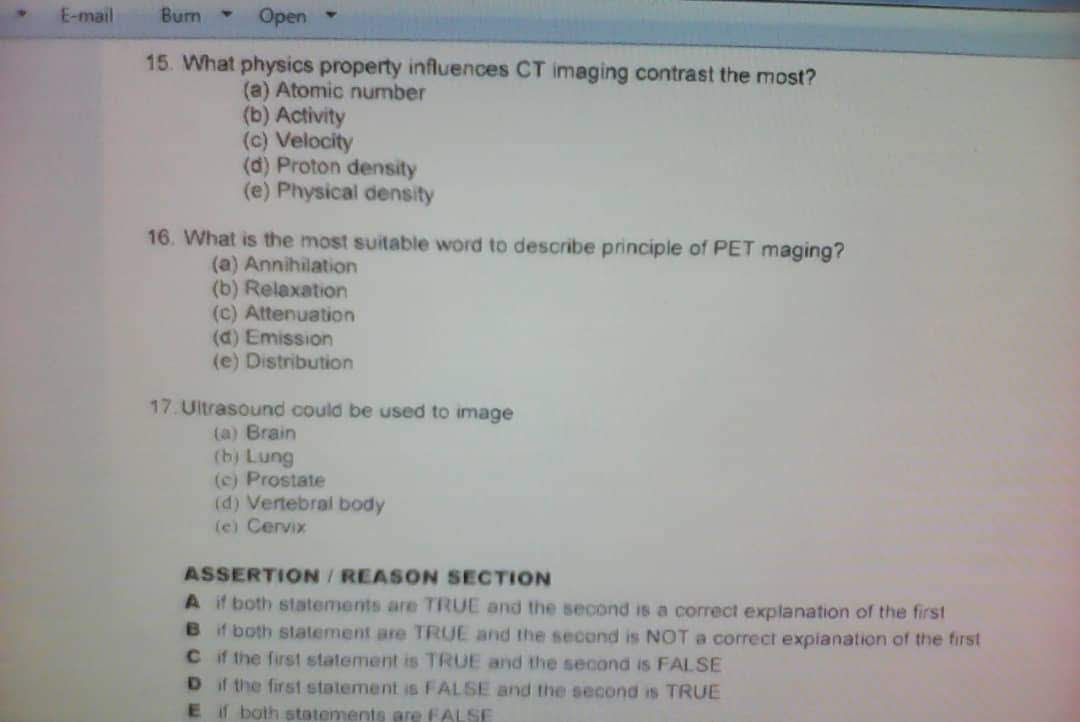 E-mail Burn Open
15. What physics property influences CT imaging contrast the most?
(a) Atomic number
(b) Activity
(c) Velocity
(d) Proton density
(e) Physical density
16. What is the most suitable word to describe principle of PET maging?
(a) Annihilation
(b) Relaxation
(c) Attenuation
(d) Emission
(e) Distribution
17. Ultrasound could be used to image
(a) Brain
(b) Lung
(c) Prostate
(d) Vertebral body
(e) Cervix
ASSERTION / REASON SECTION
A if both statements are TRUE and the second is a correct explanation of the first
B if both statement are TRUE and the second is NOT a correct explanation of the first
C if the first statement is TRUE and the second is FALSE
D if the first statement is FALSE and the second is TRUE
E if both statements are FALSE